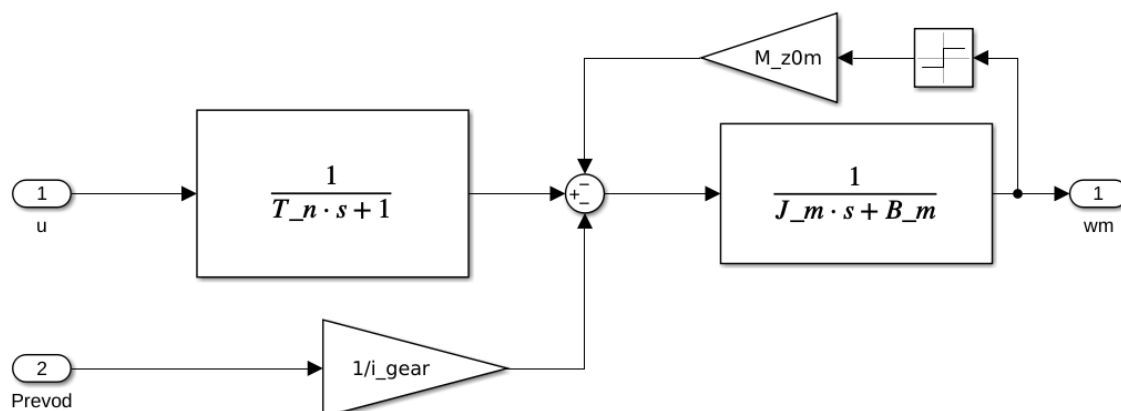 M_z0m
1
u
1
T_n · s + 1
+
−
−
1
J_m · s + B_m
1
wm
2
Prevod
1/i_gear